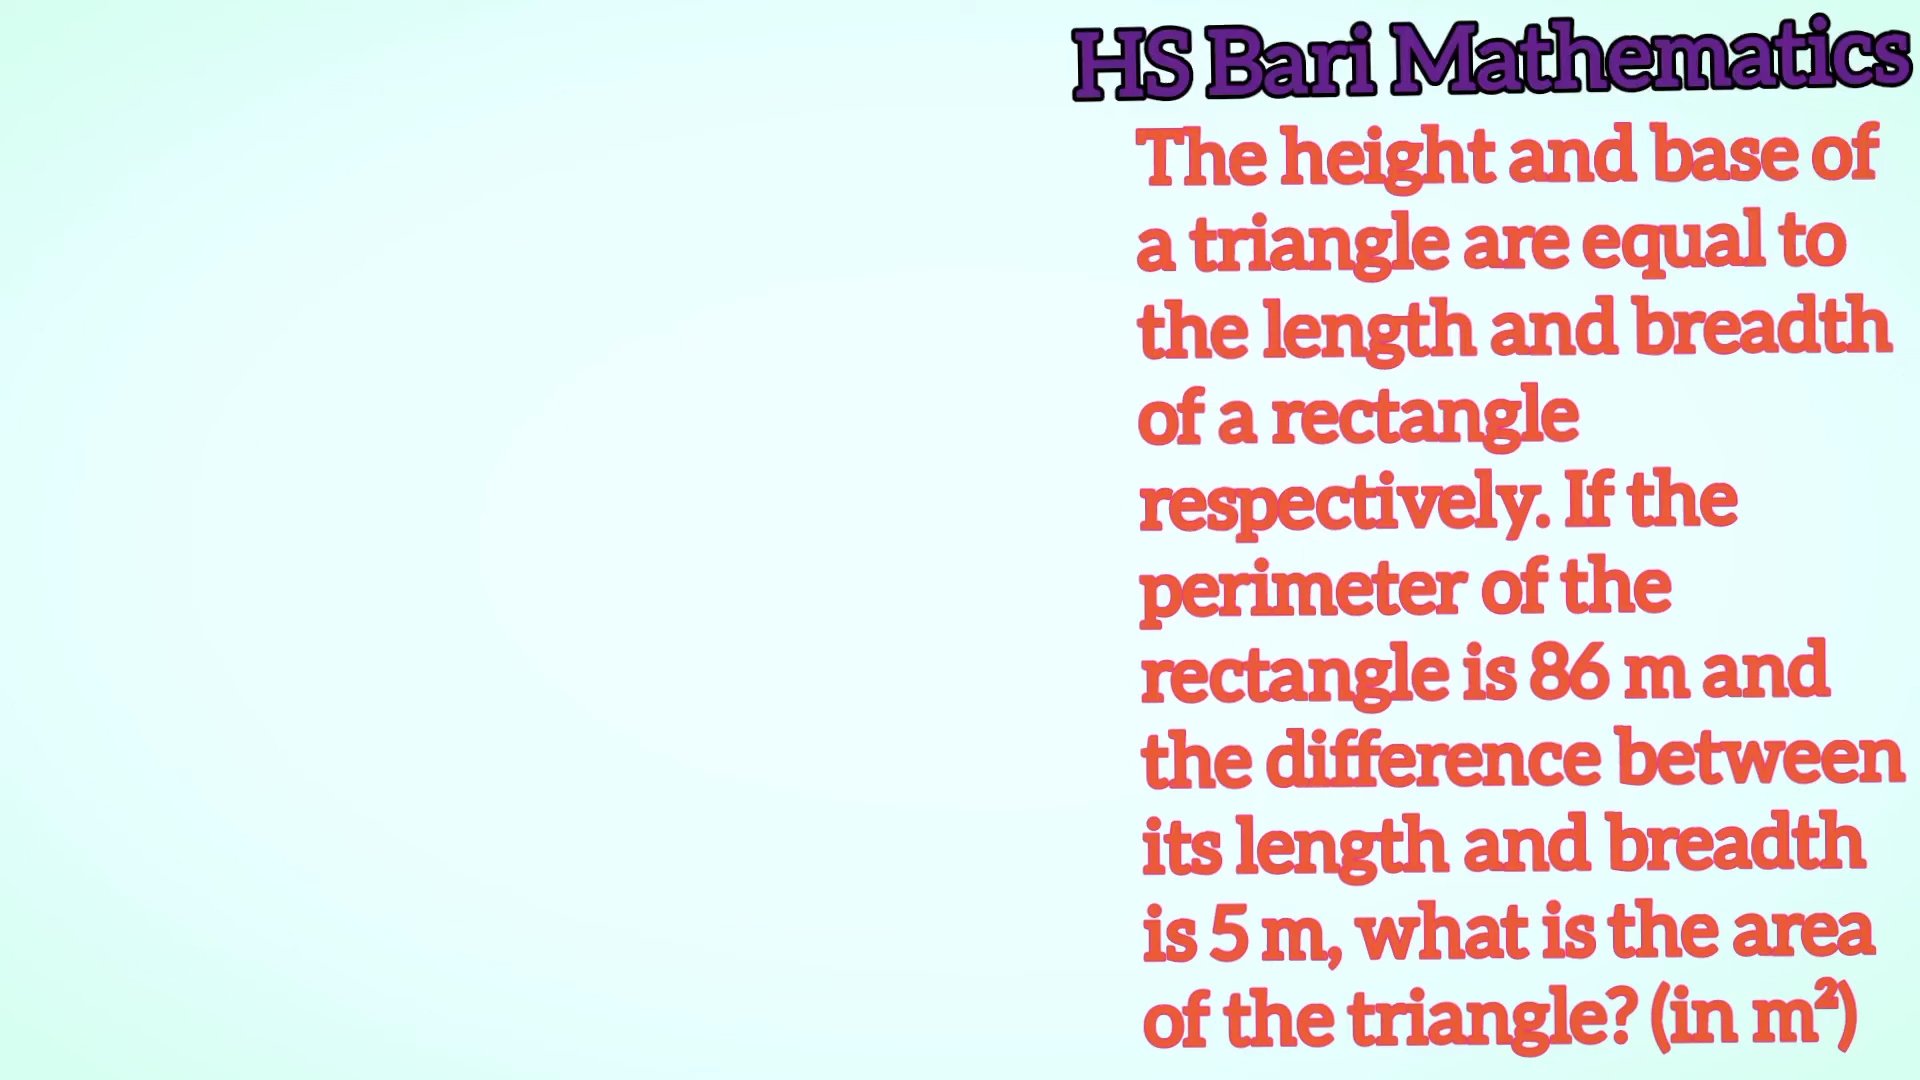 HS Bari Mathematics
The height and base of
a triangle are equal to
the length and breadth
of a rectangle
respectively. If the
perimeter of the
rectangle is 86 m and
the difference between
its length and breadth
is 5 m, what is the area
of the triangle? (in m²)